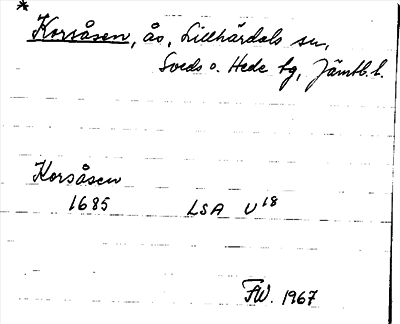 *
Korsåsen, ås, Lillhärdals sn,
Sveds o. Hede tg, Jämtl. l.
Korsåsen
1685 LSA U18
FW. 1967